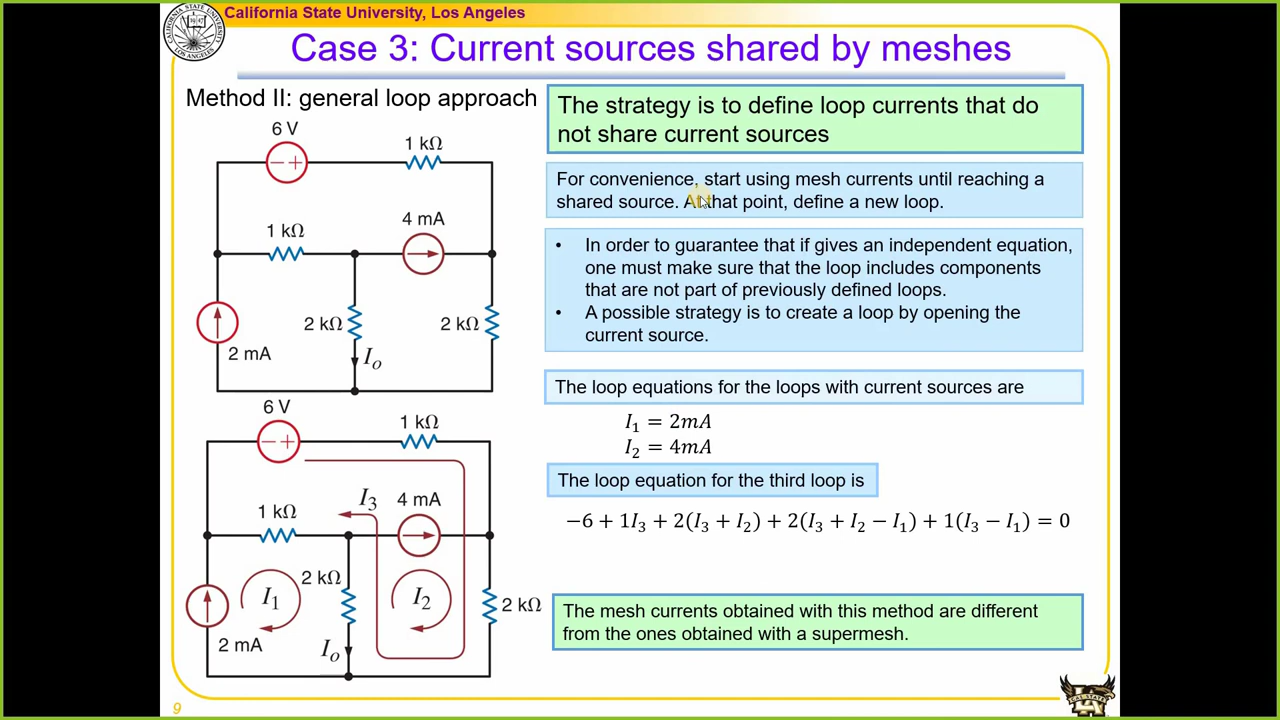 California State University, Los Angeles
Case 3: Current sources shared by meshes
Method II: general loop approach
6 V
1 kΩ
1 kΩ
4 mA
2 kΩ
2 kΩ
2 mA
Iₒ
6 V
1 kΩ
1 kΩ
I₃
4 mA
2 kΩ
I₁
I₂
2 kΩ
2 mA
Iₒ
The strategy is to define loop currents that do
not share current sources
For convenience, start using mesh currents until reaching a
shared source. At that point, define a new loop.
• In order to guarantee that if gives an independent equation,
one must make sure that the loop includes components
that are not part of previously defined loops.
• A possible strategy is to create a loop by opening the
current source.
The loop equations for the loops with current sources are
I₁ = 2mA
I₂ = 4mA
The loop equation for the third loop is
−6 + 1I₃ + 2(I₃ + I₂) + 2(I₃ + I₂ − I₁) + 1(I₃ − I₁) = 0
The mesh currents obtained with this method are different
from the ones obtained with a supermesh.
9